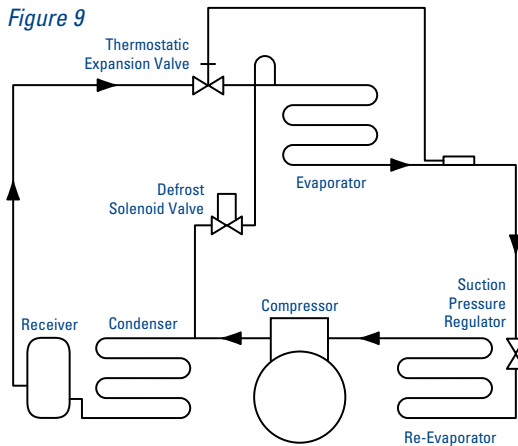 Figure 9
Thermostatic
Expansion Valve
Evaporator
Defrost
Solenoid Valve
Suction
Pressure
Regulator
Compressor
Condenser
Receiver
Re-Evaporator